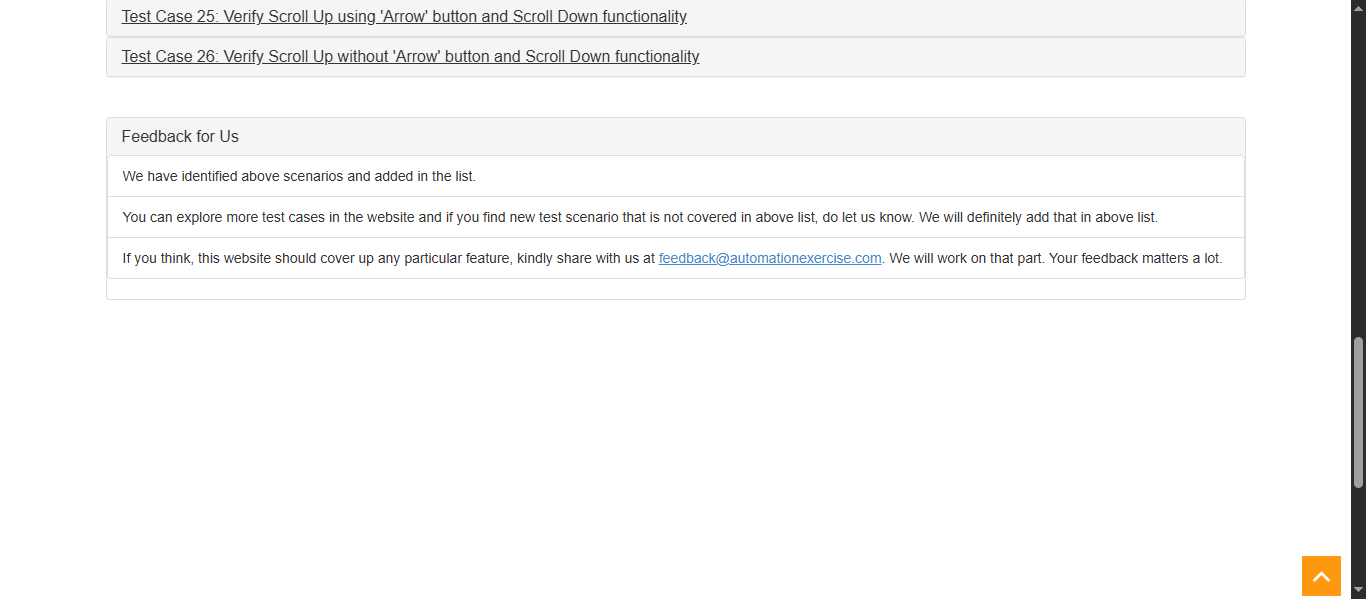 Test Case 25: Verify Scroll Up using 'Arrow' button and Scroll Down functionality
Test Case 26: Verify Scroll Up without 'Arrow' button and Scroll Down functionality
Feedback for Us
We have identified above scenarios and added in the list.
You can explore more test cases in the website and if you find new test scenario that is not covered in above list, do let us know. We will definitely add that in above list.
If you think, this website should cover up any particular feature, kindly share with us at feedback@automationexercise.com. We will work on that part. Your feedback matters a lot.